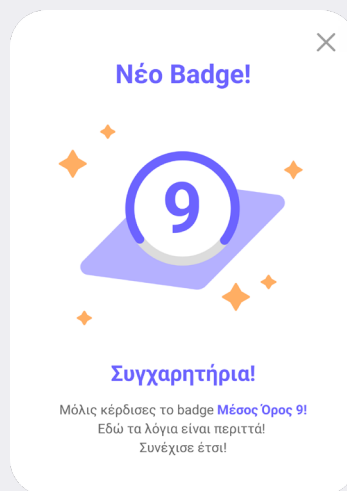 Νέο Badge!
9
Συγχαρητήρια!
Μόλις κέρδισες το badge Μέσος Όρος 9!
Εδώ τα λόγια είναι περιττά!
Συνέχισε έτσι!